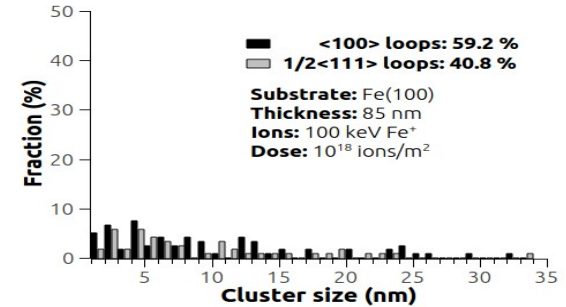 50
40
30
20
10
0
Fraction (%)
<100> loops: 59.2 %
1/2<111> loops: 40.8 %
Substrate: Fe(100)
Thickness: 85 nm
Ions: 100 keV Fe⁺
Dose: 10¹⁸ ions/m²
5 10 15 20 25 30 35
Cluster size (nm)